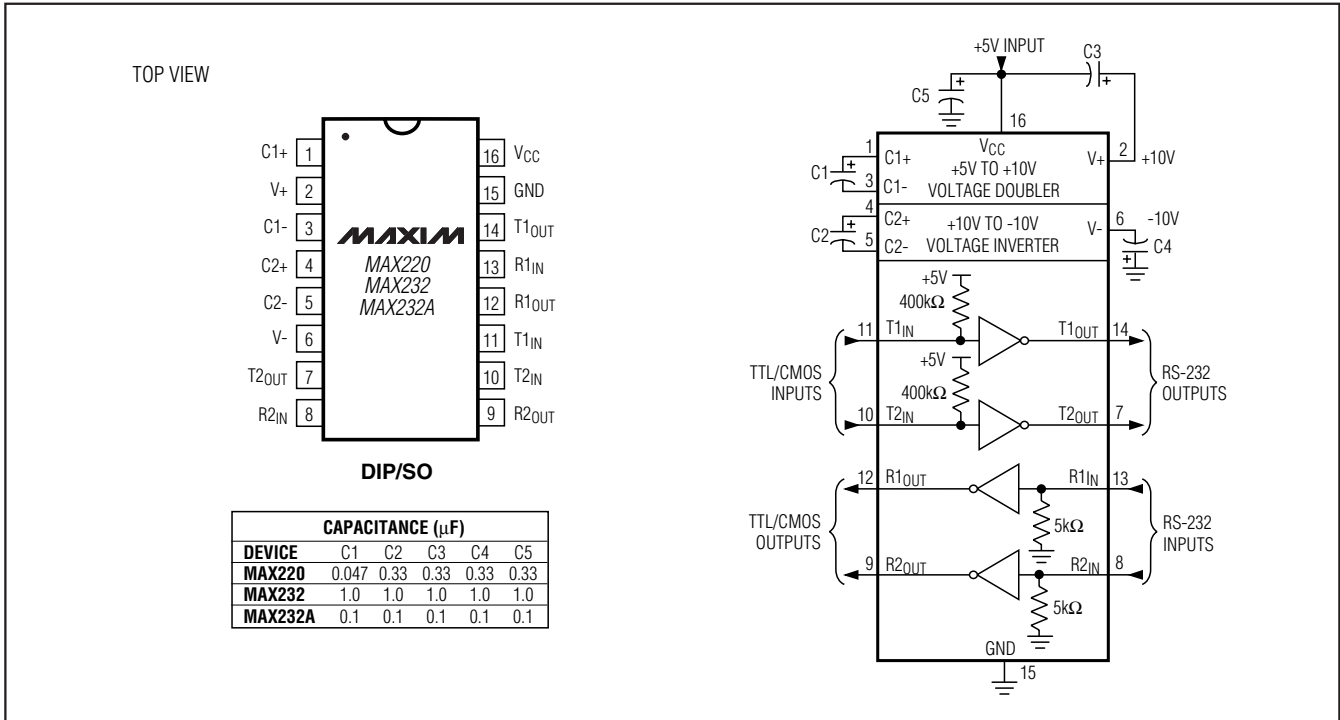 TOP VIEW
C1+ 1
V+ 2
C1- 3
C2+ 4
C2- 5
V- 6
T2OUT 7
R2IN 8
16 VCC
15 GND
14 T1OUT
13 R1IN
12 R1OUT
11 T1IN
10 T2IN
9 R2OUT
MAXIM
MAX220
MAX232
MAX232A
DIP/SO
CAPACITANCE (μF)
DEVICE C1 C2 C3 C4 C5
MAX220 0.047 0.33 0.33 0.33 0.33
MAX232 1.0 1.0 1.0 1.0 1.0
MAX232A 0.1 0.1 0.1 0.1 0.1
+5V INPUT
C3
+
C5
+
16
1
C1+
VCC
V+
2
+10V
C1
+
+5V TO +10V
3
C1-
VOLTAGE DOUBLER
4
C2+
C2
+
+10V TO -10V
V-
6
-10V
5
C2-
VOLTAGE INVERTER
C4
+
+5V
400kΩ
11 T1IN
T1OUT 14
+5V
400kΩ
TTL/CMOS
INPUTS
RS-232
OUTPUTS
10 T2IN
T2OUT 7
12 R1OUT
R1IN 13
5kΩ
TTL/CMOS
OUTPUTS
RS-232
INPUTS
9 R2OUT
R2IN 8
5kΩ
GND
15